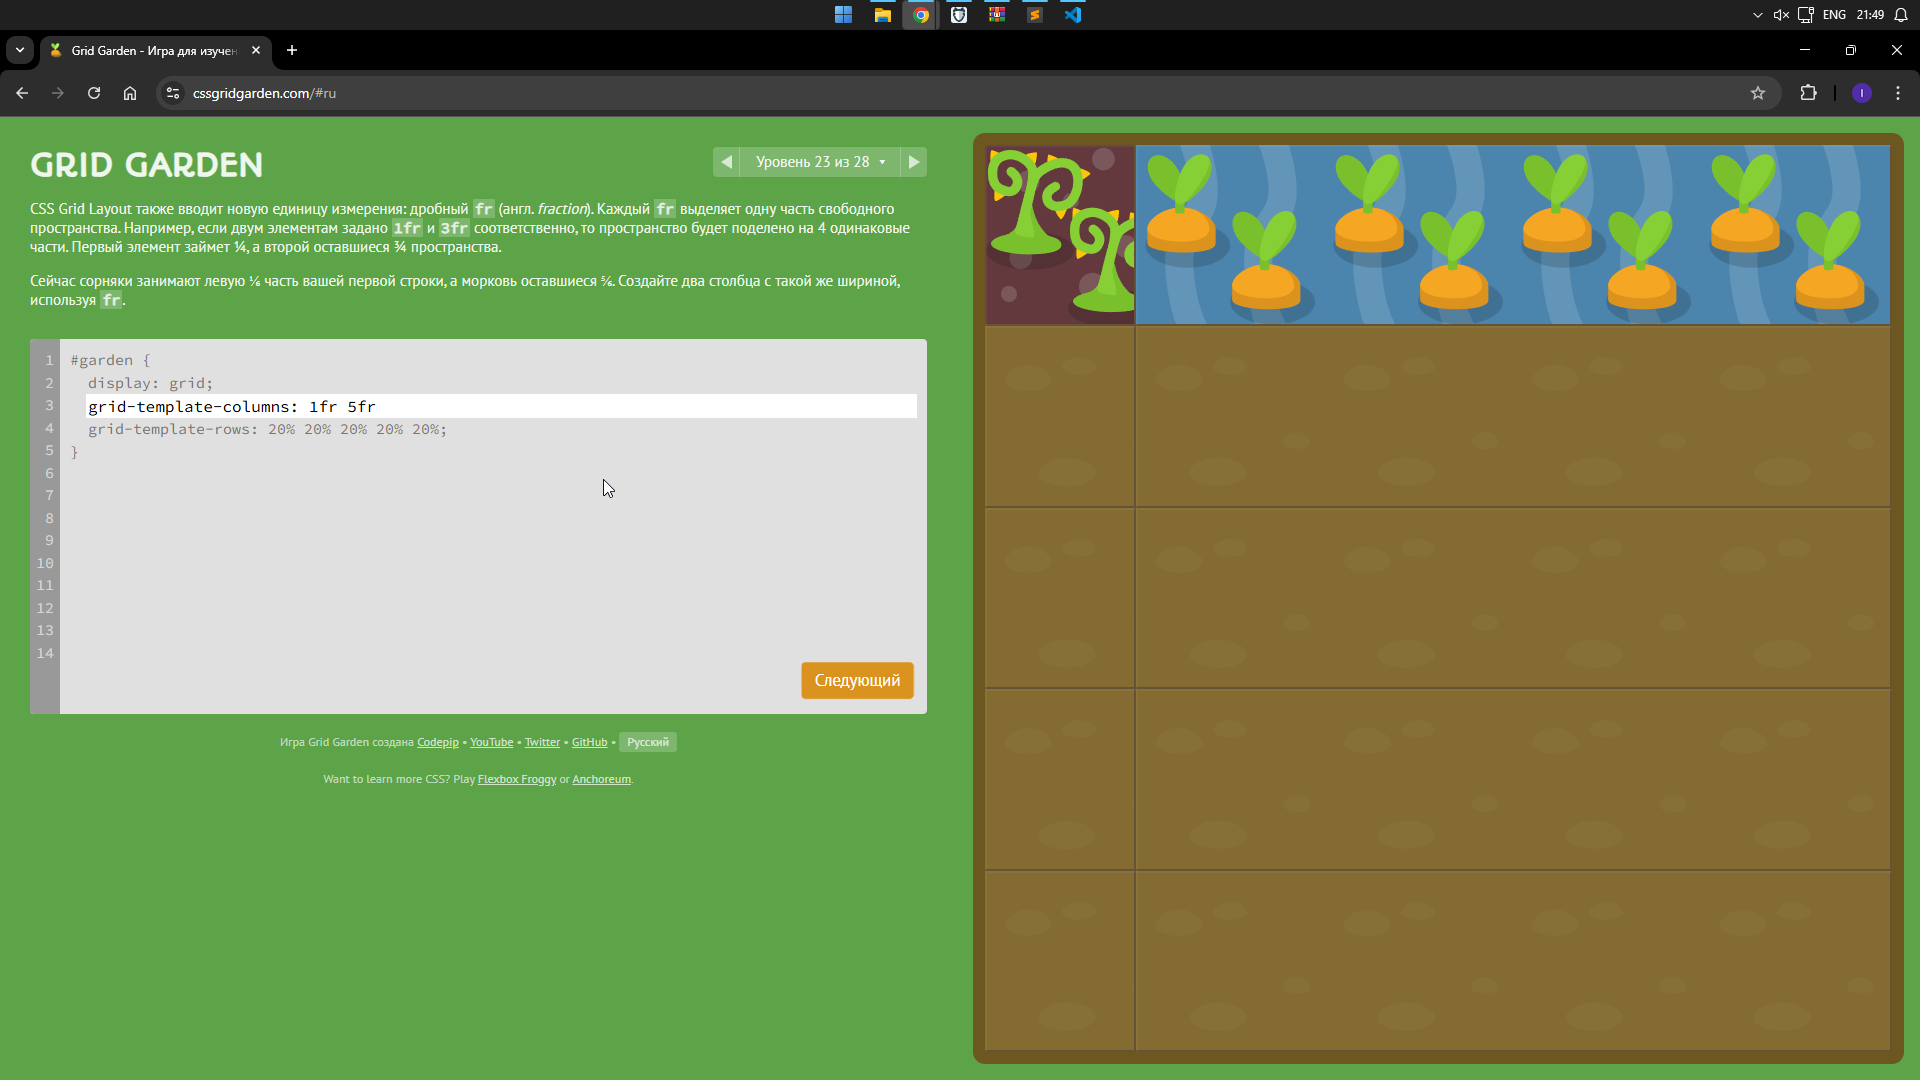 ENG 21:49
Grid Garden - Игра для изучен
cssgridgarden.com/#ru
I
GRID GARDEN
Уровень 23 из 28
CSS Grid Layout также вводит новую единицу измерения: дробный fr (англ. fraction). Каждый fr выделяет одну часть свободного
пространства. Например, если двум элементам задано 1fr и 3fr соответственно, то пространство будет поделено на 4 одинаковые
части. Первый элемент займет ¼, а второй оставшиеся ¾ пространства.
Сейчас сорняки занимают левую ⅙ часть вашей первой строки, а морковь оставшиеся ⅚. Создайте два столбца с такой же шириной,
используя fr.
1 #garden {
2 display: grid;
3 grid-template-columns: 1fr 5fr
4 grid-template-rows: 20% 20% 20% 20% 20%;
5 }
6
7
8
9
10
11
12
13
14
Следующий
Игра Grid Garden создана Codepip • YouTube • Twitter • GitHub • Русский
Want to learn more CSS? Play Flexbox Froggy or Anchoreum.